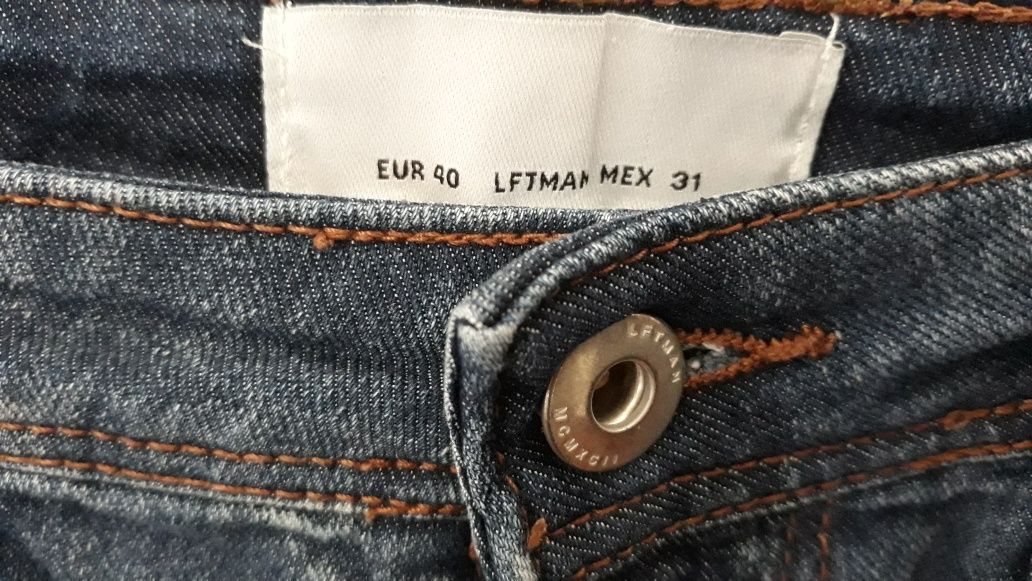 EUR 40 LFTMAN MEX 31
LFTMAN
MCMXCII